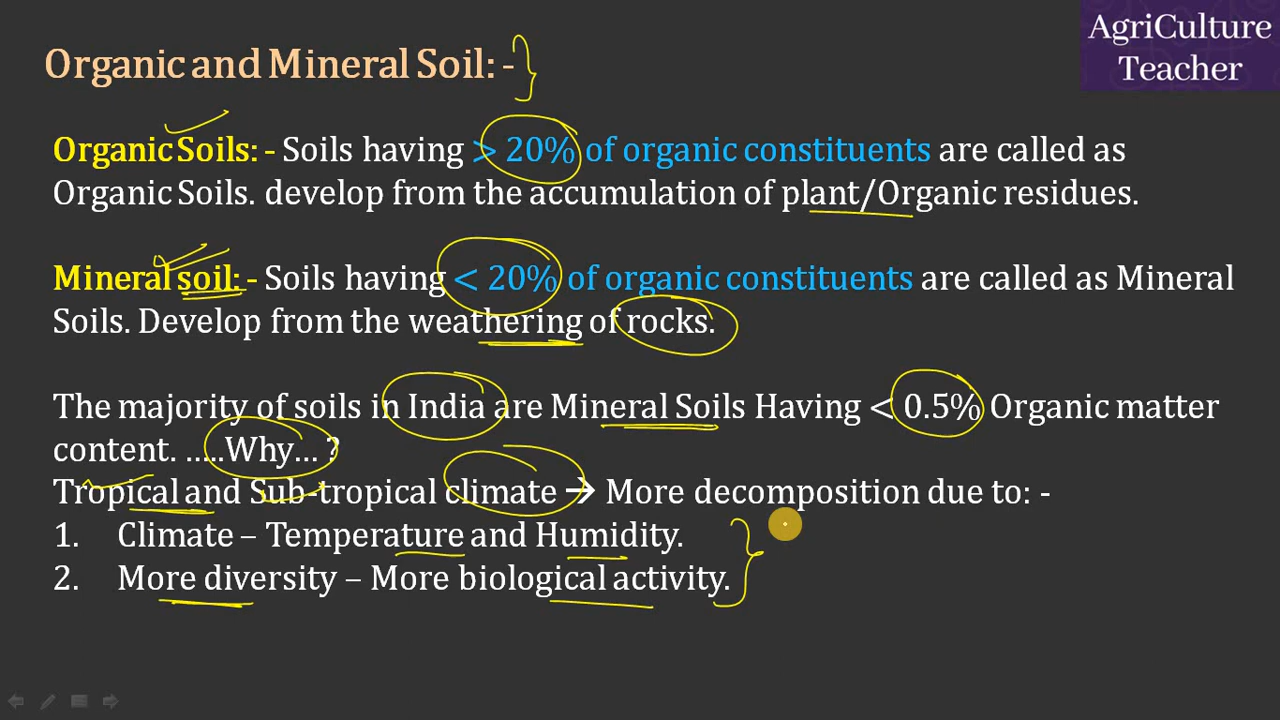 AgriCulture
Teacher
Organic and Mineral Soil: -
Organic Soils: - Soils having > 20% of organic constituents are called as
Organic Soils. develop from the accumulation of plant/Organic residues.
Mineral soil: - Soils having < 20% of organic constituents are called as Mineral
Soils. Develop from the weathering of rocks.
The majority of soils in India are Mineral Soils Having < 0.5% Organic matter
content. …..Why… ?
Tropical and Sub-tropical climate → More decomposition due to: -
1. Climate – Temperature and Humidity.
2. More diversity – More biological activity.